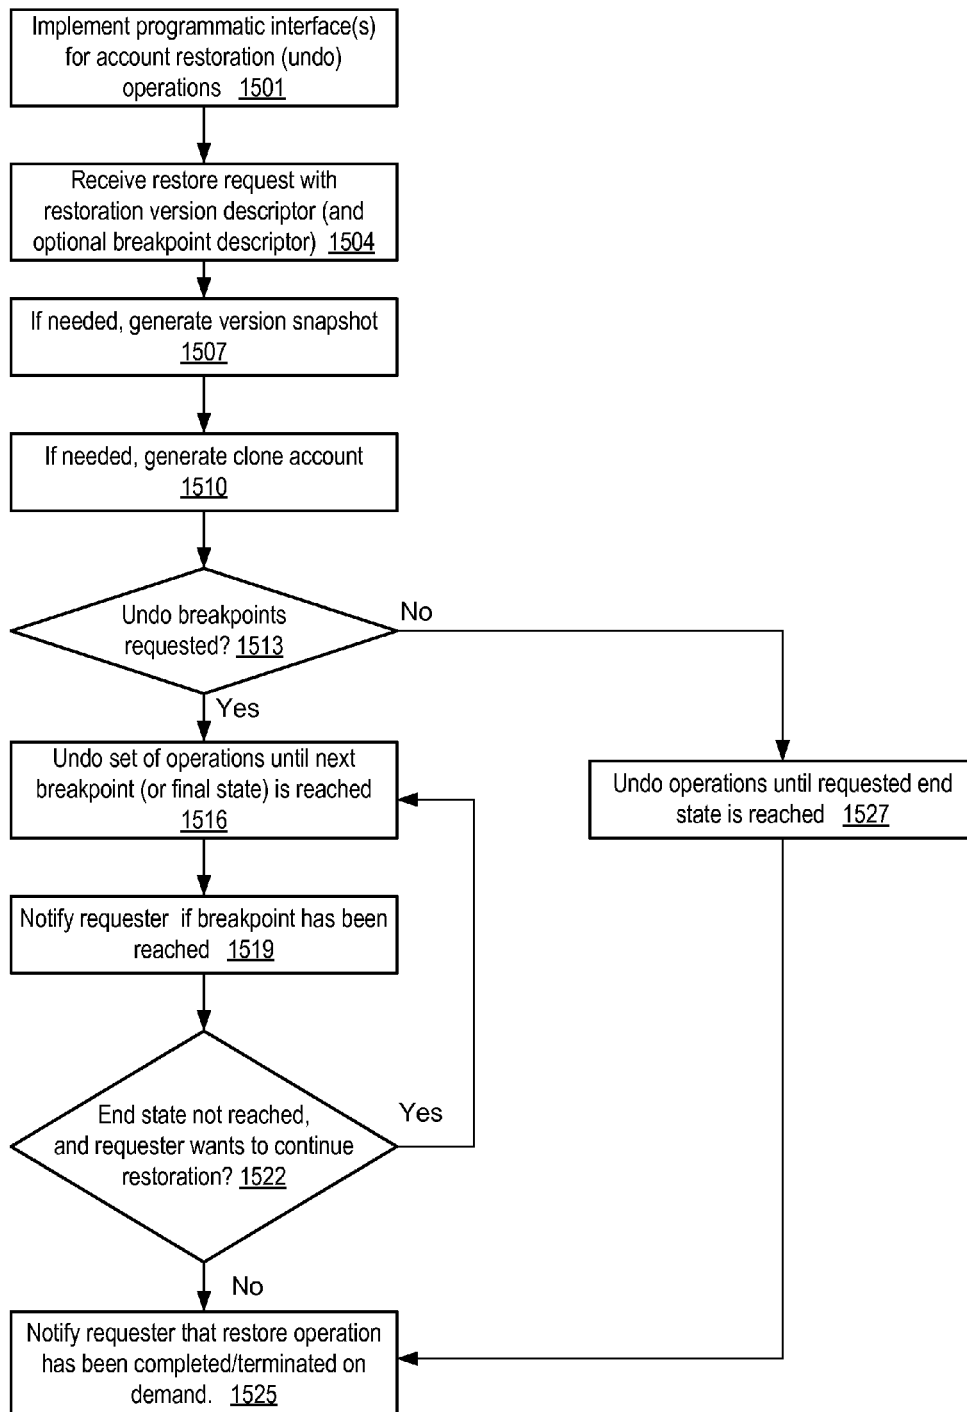 Implement programmatic interface(s)
for account restoration (undo)
operations 1501
Receive restore request with
restoration version descriptor (and
optional breakpoint descriptor) 1504
If needed, generate version snapshot
1507
If needed, generate clone account
1510
Undo breakpoints
requested? 1513
No
Yes
Undo set of operations until next
breakpoint (or final state) is reached
1516
Undo operations until requested end
state is reached 1527
Notify requester if breakpoint has been
reached 1519
End state not reached,
and requester wants to continue
restoration? 1522
Yes
No
Notify requester that restore operation
has been completed/terminated on
demand. 1525